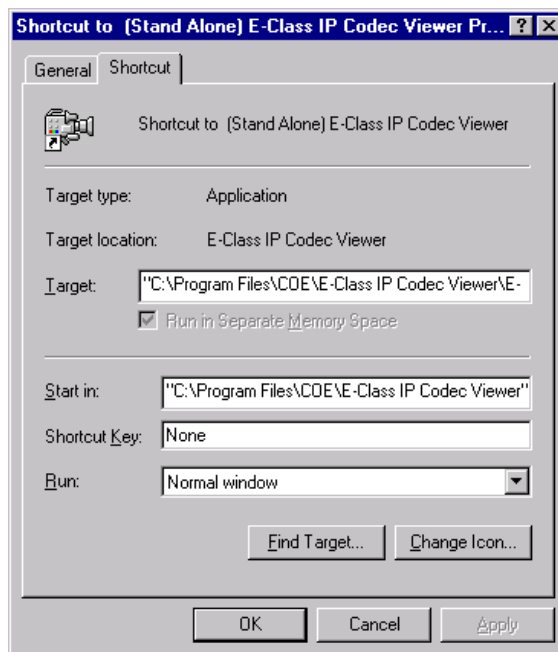 Shortcut to (Stand Alone) E-Class IP Codec Viewer Pr...
General Shortcut
Shortcut to (Stand Alone) E-Class IP Codec Viewer
Target type: Application
Target location: E-Class IP Codec Viewer
Target: "C:\Program Files\COE\E-Class IP Codec Viewer\E-
Run in Separate Memory Space
Start in: "C:\Program Files\COE\E-Class IP Codec Viewer"
Shortcut Key: None
Run: Normal window
Find Target... Change Icon...
OK Cancel Apply